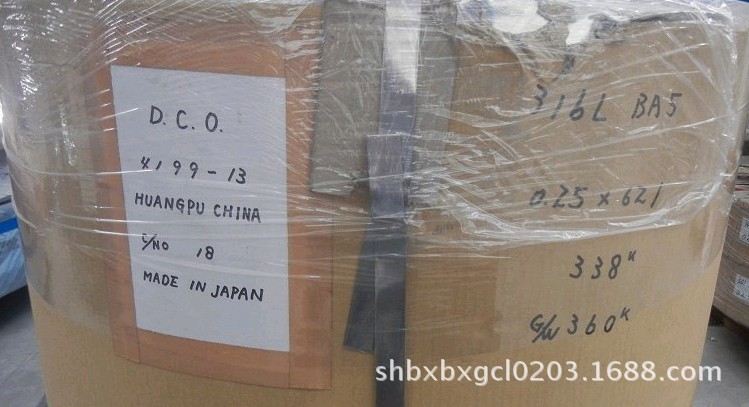 D.C.O.
4199-13
HUANGPU CHINA
C/NO 18
MADE IN JAPAN
316L BA5
0.25 x 621
338K
G/W 360K
shbxbxgcl0203.1688.com